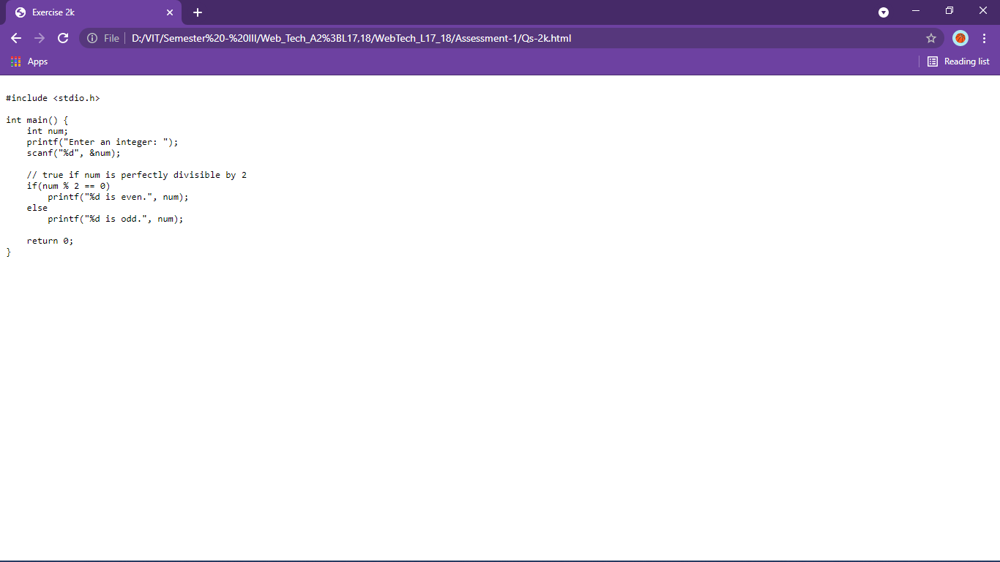 Exercise 2k
File
D:/VIT/Semester%20-%20III/Web_Tech_A2%3BL17,18/WebTech_L17_18/Assessment-1/Qs-2k.html
Apps
Reading list
#include <stdio.h>
int main() {
    int num;
    printf("Enter an integer: ");
    scanf("%d", &num);
    // true if num is perfectly divisible by 2
    if(num % 2 == 0)
        printf("%d is even.", num);
    else
        printf("%d is odd.", num);
    return 0;
}